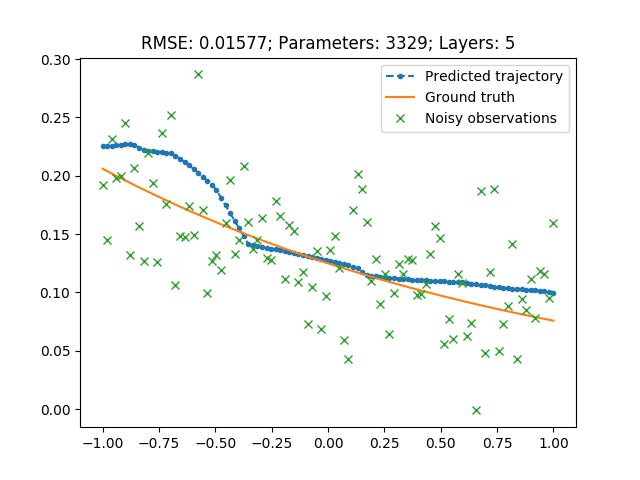 RMSE: 0.01577; Parameters: 3329; Layers: 5
Predicted trajectory
Ground truth
Noisy observations
0.30
0.25
0.20
0.15
0.10
0.05
0.00
−1.00 −0.75 −0.50 −0.25 0.00 0.25 0.50 0.75 1.00